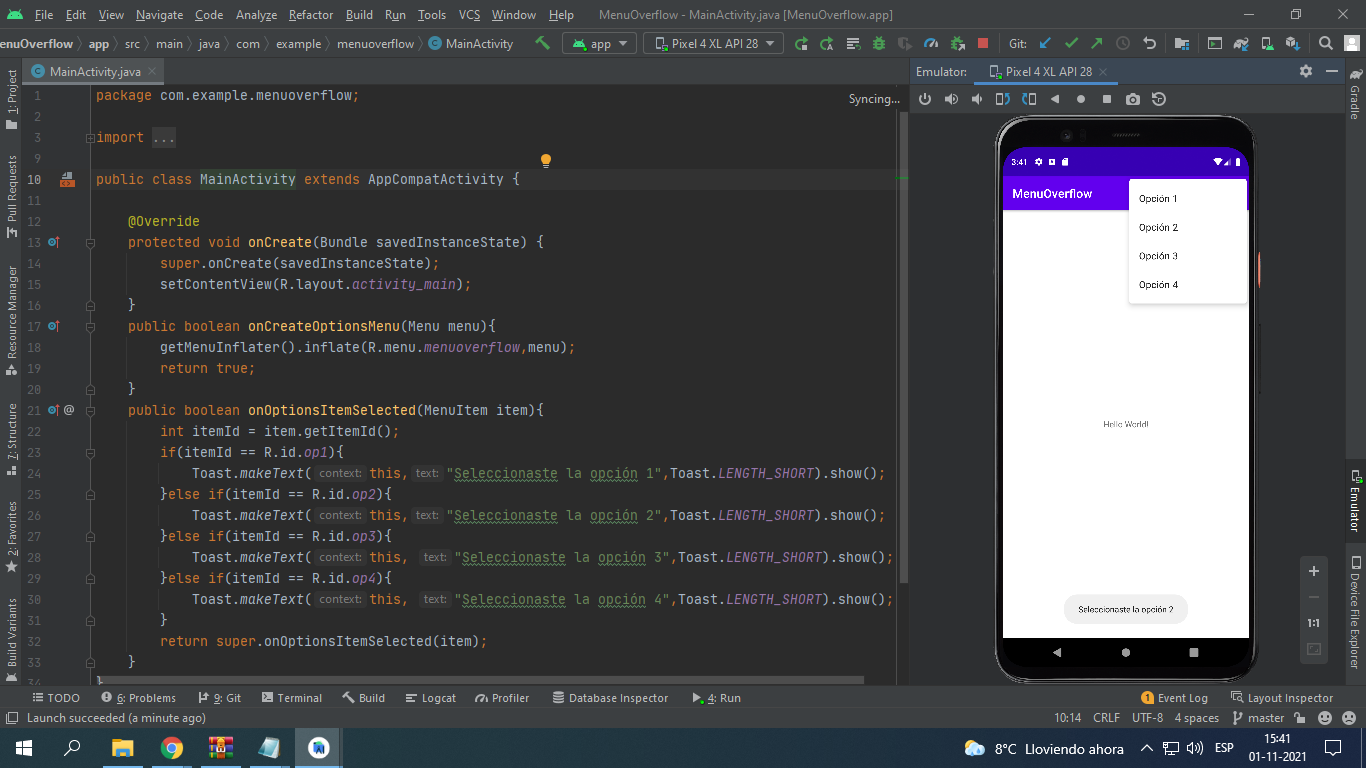 File Edit View Navigate Code Analyze Refactor Build Run Tools VCS Window Help MenuOverflow - MainActivity.java [MenuOverflow.app]
enuOverflow app src main java com example menuoverflow MainActivity app Pixel 4 XL API 28 Git:
MainActivity.java
Emulator: Pixel 4 XL API 28
Syncing...
1: Project
Pull Requests
Resource Manager
7: Structure
2: Favorites
Build Variants
1 package com.example.menuoverflow;
2
3 import ...
9
10 public class MainActivity extends AppCompatActivity {
11
12 @Override
13 protected void onCreate(Bundle savedInstanceState) {
14 super.onCreate(savedInstanceState);
15 setContentView(R.layout.activity_main);
16 }
17 public boolean onCreateOptionsMenu(Menu menu){
18 getMenuInflater().inflate(R.menu.menuoverflow,menu);
19 return true;
20 }
21 @ public boolean onOptionsItemSelected(MenuItem item){
22 int itemId = item.getItemId();
23 if(itemId == R.id.op1){
24 Toast.makeText( context: this, text: "Seleccionaste la opción 1",Toast.LENGTH_SHORT).show();
25 }else if(itemId == R.id.op2){
26 Toast.makeText( context: this, text: "Seleccionaste la opción 2",Toast.LENGTH_SHORT).show();
27 }else if(itemId == R.id.op3){
28 Toast.makeText( context: this, text: "Seleccionaste la opción 3",Toast.LENGTH_SHORT).show();
29 }else if(itemId == R.id.op4){
30 Toast.makeText( context: this, text: "Seleccionaste la opción 4",Toast.LENGTH_SHORT).show();
31 }
32 return super.onOptionsItemSelected(item);
33 }
34 }
3:41
MenuOverflow
Opción 1
Opción 2
Opción 3
Opción 4
Hello World!
Seleccionaste la opción 2
1:1
Gradle
Emulator
Device File Explorer
TODO 6: Problems 9: Git Terminal Build Logcat Profiler Database Inspector 4: Run 1 Event Log Layout Inspector
Launch succeeded (a minute ago) 10:14 CRLF UTF-8 4 spaces master
8°C Lloviendo ahora ESP 15:41
01-11-2021